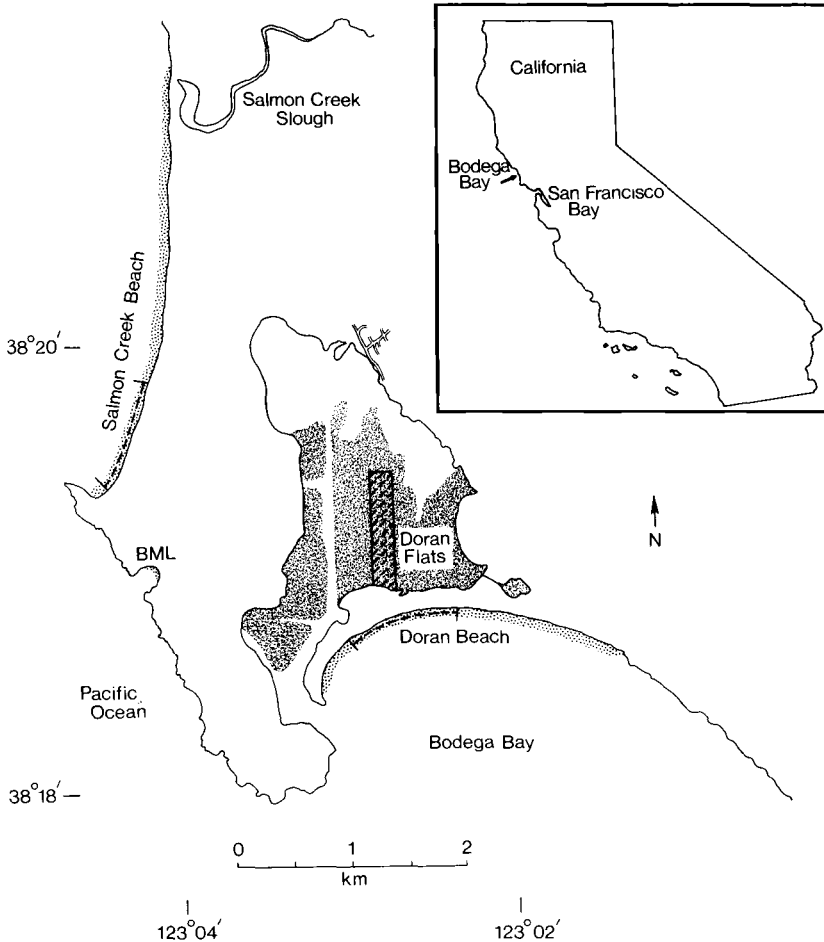 California
Bodega
Bay
San Francisco
Bay
Salmon Creek
Slough
Salmon Creek Beach
38°20′
Doran
Flats
N
BML
Doran Beach
Pacific
Ocean
Bodega Bay
38°18′
0 1 2
km
123°04′ 123°02′